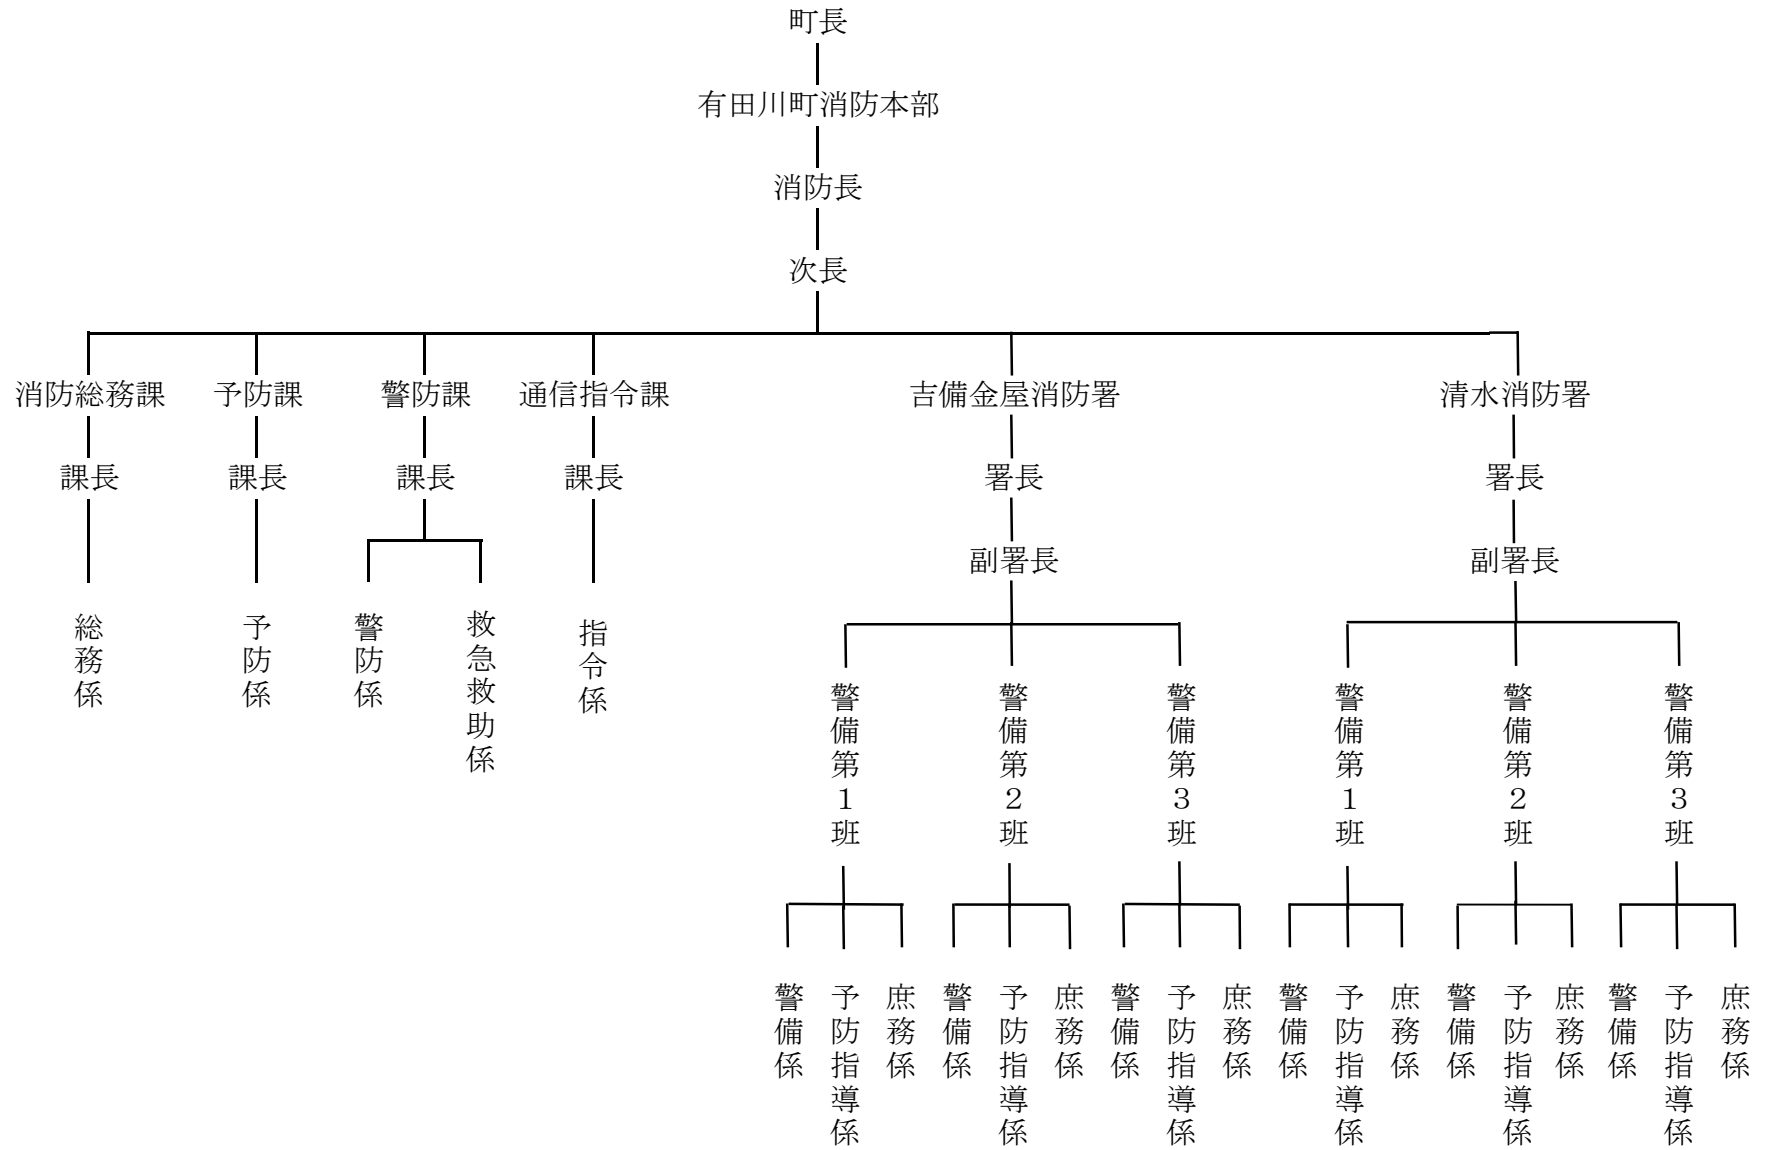 町長
有田川町消防本部
消防長
次長
消防総務課
予防課
警防課
通信指令課
吉備金屋消防署
清水消防署
課長
課長
課長
課長
署長
署長
副署長
副署長
総務係
予防係
警防係
救急救助係
指令係
警備第１班
警備第２班
警備第３班
警備第１班
警備第２班
警備第３班
警備係
予防指導係
庶務係
警備係
予防指導係
庶務係
警備係
予防指導係
庶務係
警備係
予防指導係
庶務係
警備係
予防指導係
庶務係
警備係
予防指導係
庶務係